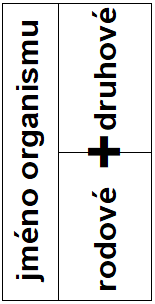 jméno organismu
rodové
+
druhové